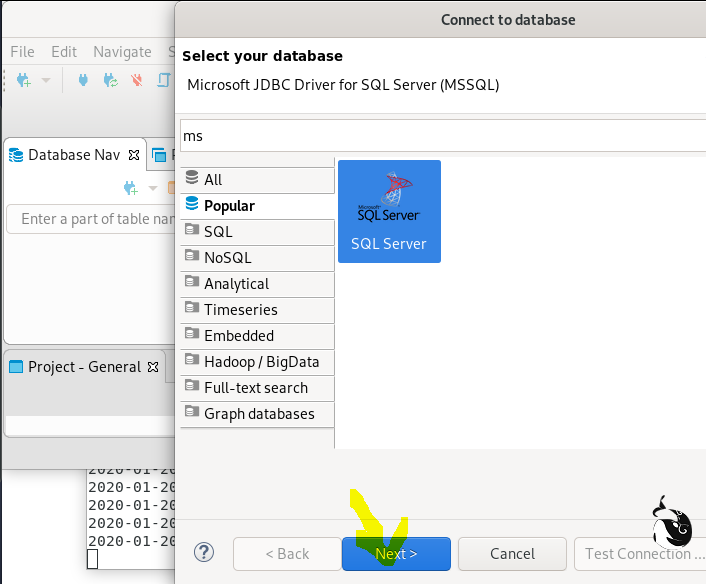 Connect to database
File Edit Navigate S
Select your database
Microsoft JDBC Driver for SQL Server (MSSQL)
ms
Database Nav
Enter a part of table nar
All
Popular
SQL
NoSQL
Analytical
Timeseries
Embedded
Hadoop / BigData
Full-text search
Graph databases
Microsoft
SQL Server
SQL Server
Project - General
2020-01-20
2020-01-20
2020-01-20
2020-01-20
2020-01-20
?
< Back
Next >
Cancel
Test Connection ...